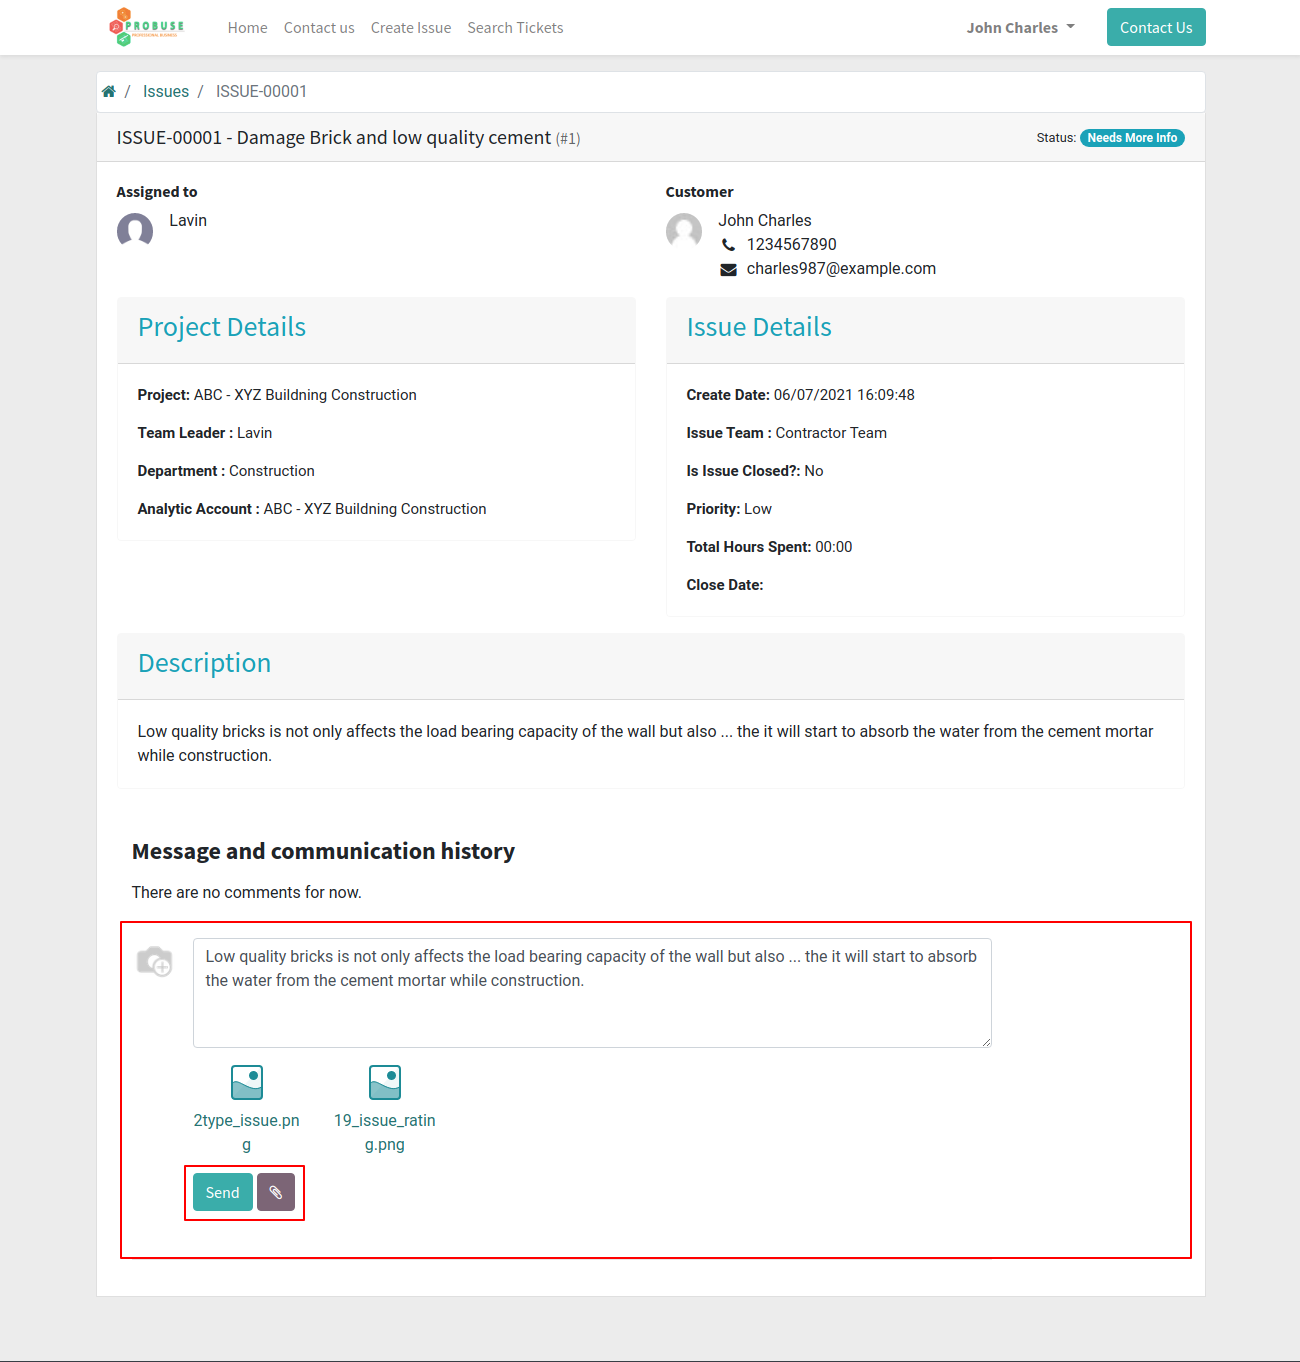 PROBUSE
PROFESSIONAL BUSINESS
Home Contact us Create Issue Search Tickets John Charles Contact Us
/ Issues / ISSUE-00001
ISSUE-00001 - Damage Brick and low quality cement (#1) Status: Needs More Info
Assigned to
Lavin
Customer
John Charles
1234567890
charles987@example.com
Project Details
Project: ABC - XYZ Buildning Construction
Team Leader : Lavin
Department : Construction
Analytic Account : ABC - XYZ Buildning Construction
Issue Details
Create Date: 06/07/2021 16:09:48
Issue Team : Contractor Team
Is Issue Closed?: No
Priority: Low
Total Hours Spent: 00:00
Close Date:
Description
Low quality bricks is not only affects the load bearing capacity of the wall but also ... the it will start to absorb the water from the cement mortar
while construction.
Message and communication history
There are no comments for now.
Low quality bricks is not only affects the load bearing capacity of the wall but also ... the it will start to absorb
the water from the cement mortar while construction.
2type_issue.pn
g
19_issue_ratin
g.png
Send